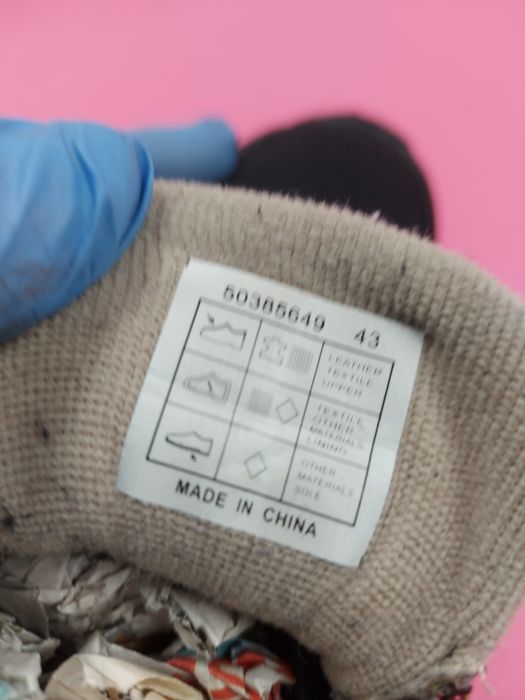 50385649 43
LEATHER
TEXTILE
UPPER
TEXTILE
OTHER
MATERIALS
LINING
OTHER
MATERIALS
SOLE
MADE IN CHINA